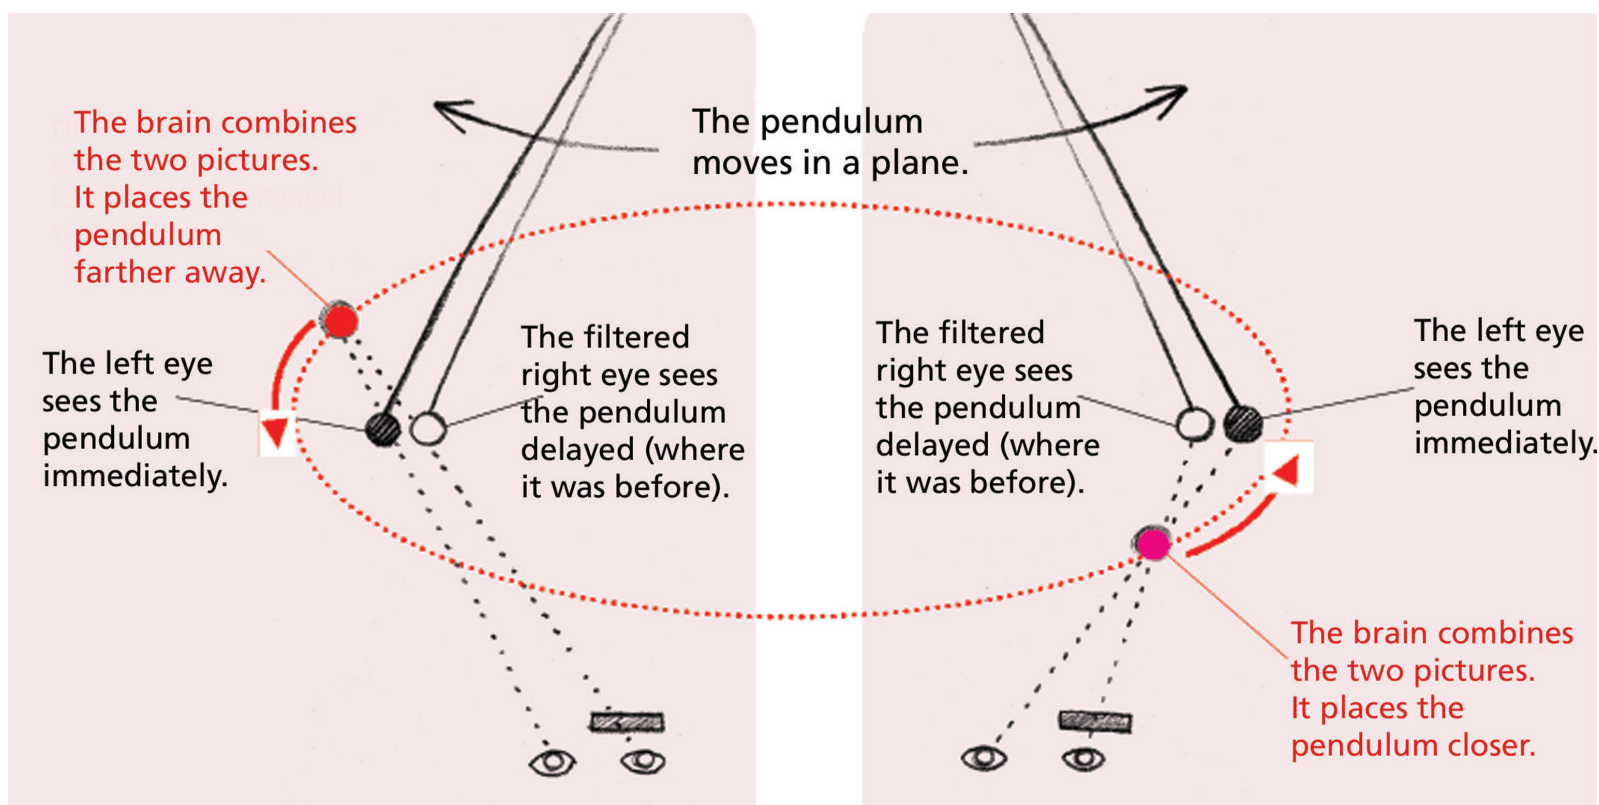 The pendulum
moves in a plane.
The brain combines
the two pictures.
It places the
pendulum
farther away.
The left eye
sees the
pendulum
immediately.
The filtered
right eye sees
the pendulum
delayed (where
it was before).
The filtered
right eye sees
the pendulum
delayed (where
it was before).
The left eye
sees the
pendulum
immediately.
The brain combines
the two pictures.
It places the
pendulum closer.